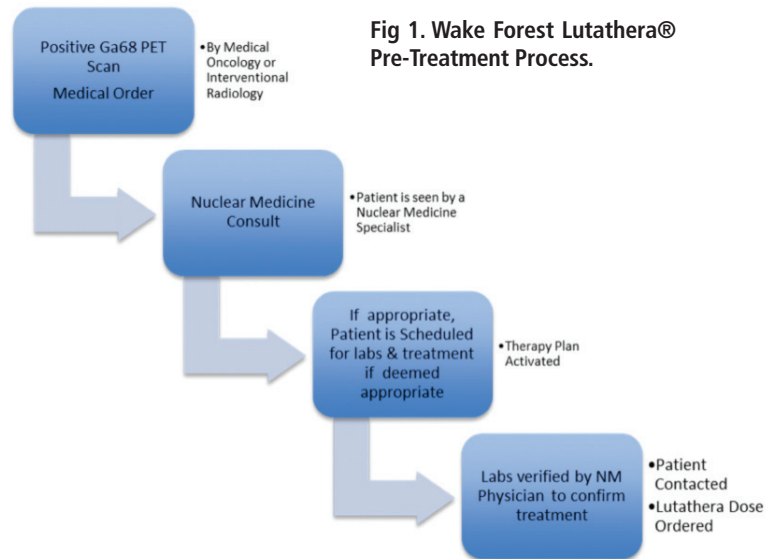 Fig 1. Wake Forest Lutathera®
Pre-Treatment Process.
Positive Ga68 PET
Scan
Medical Order
•By Medical
Oncology or
Interventional
Radiology
Nuclear Medicine
Consult
•Patient is seen by a
Nuclear Medicine
Specialist
If appropriate,
Patient is Scheduled
for labs & treatment
if deemed
appropriate
•Therapy Plan
Activated
Labs verified by NM
Physician to confirm
treatment
•Patient
Contacted
•Lutathera Dose
Ordered